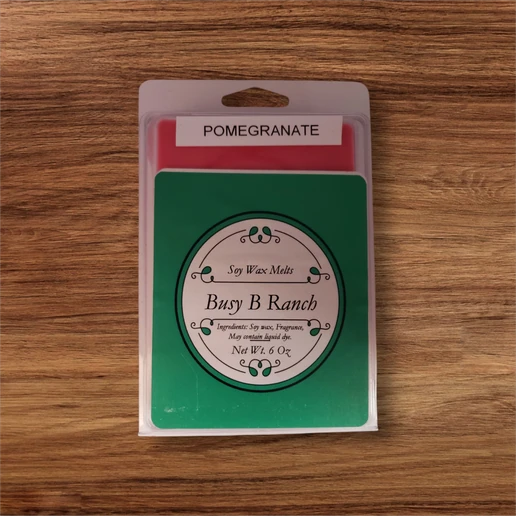 POMEGRANATE
Soy Wax Melts
Busy B Ranch
Ingredients: Soy wax, Fragrance,
May contain liquid dye.
Net Wt. 6 Oz